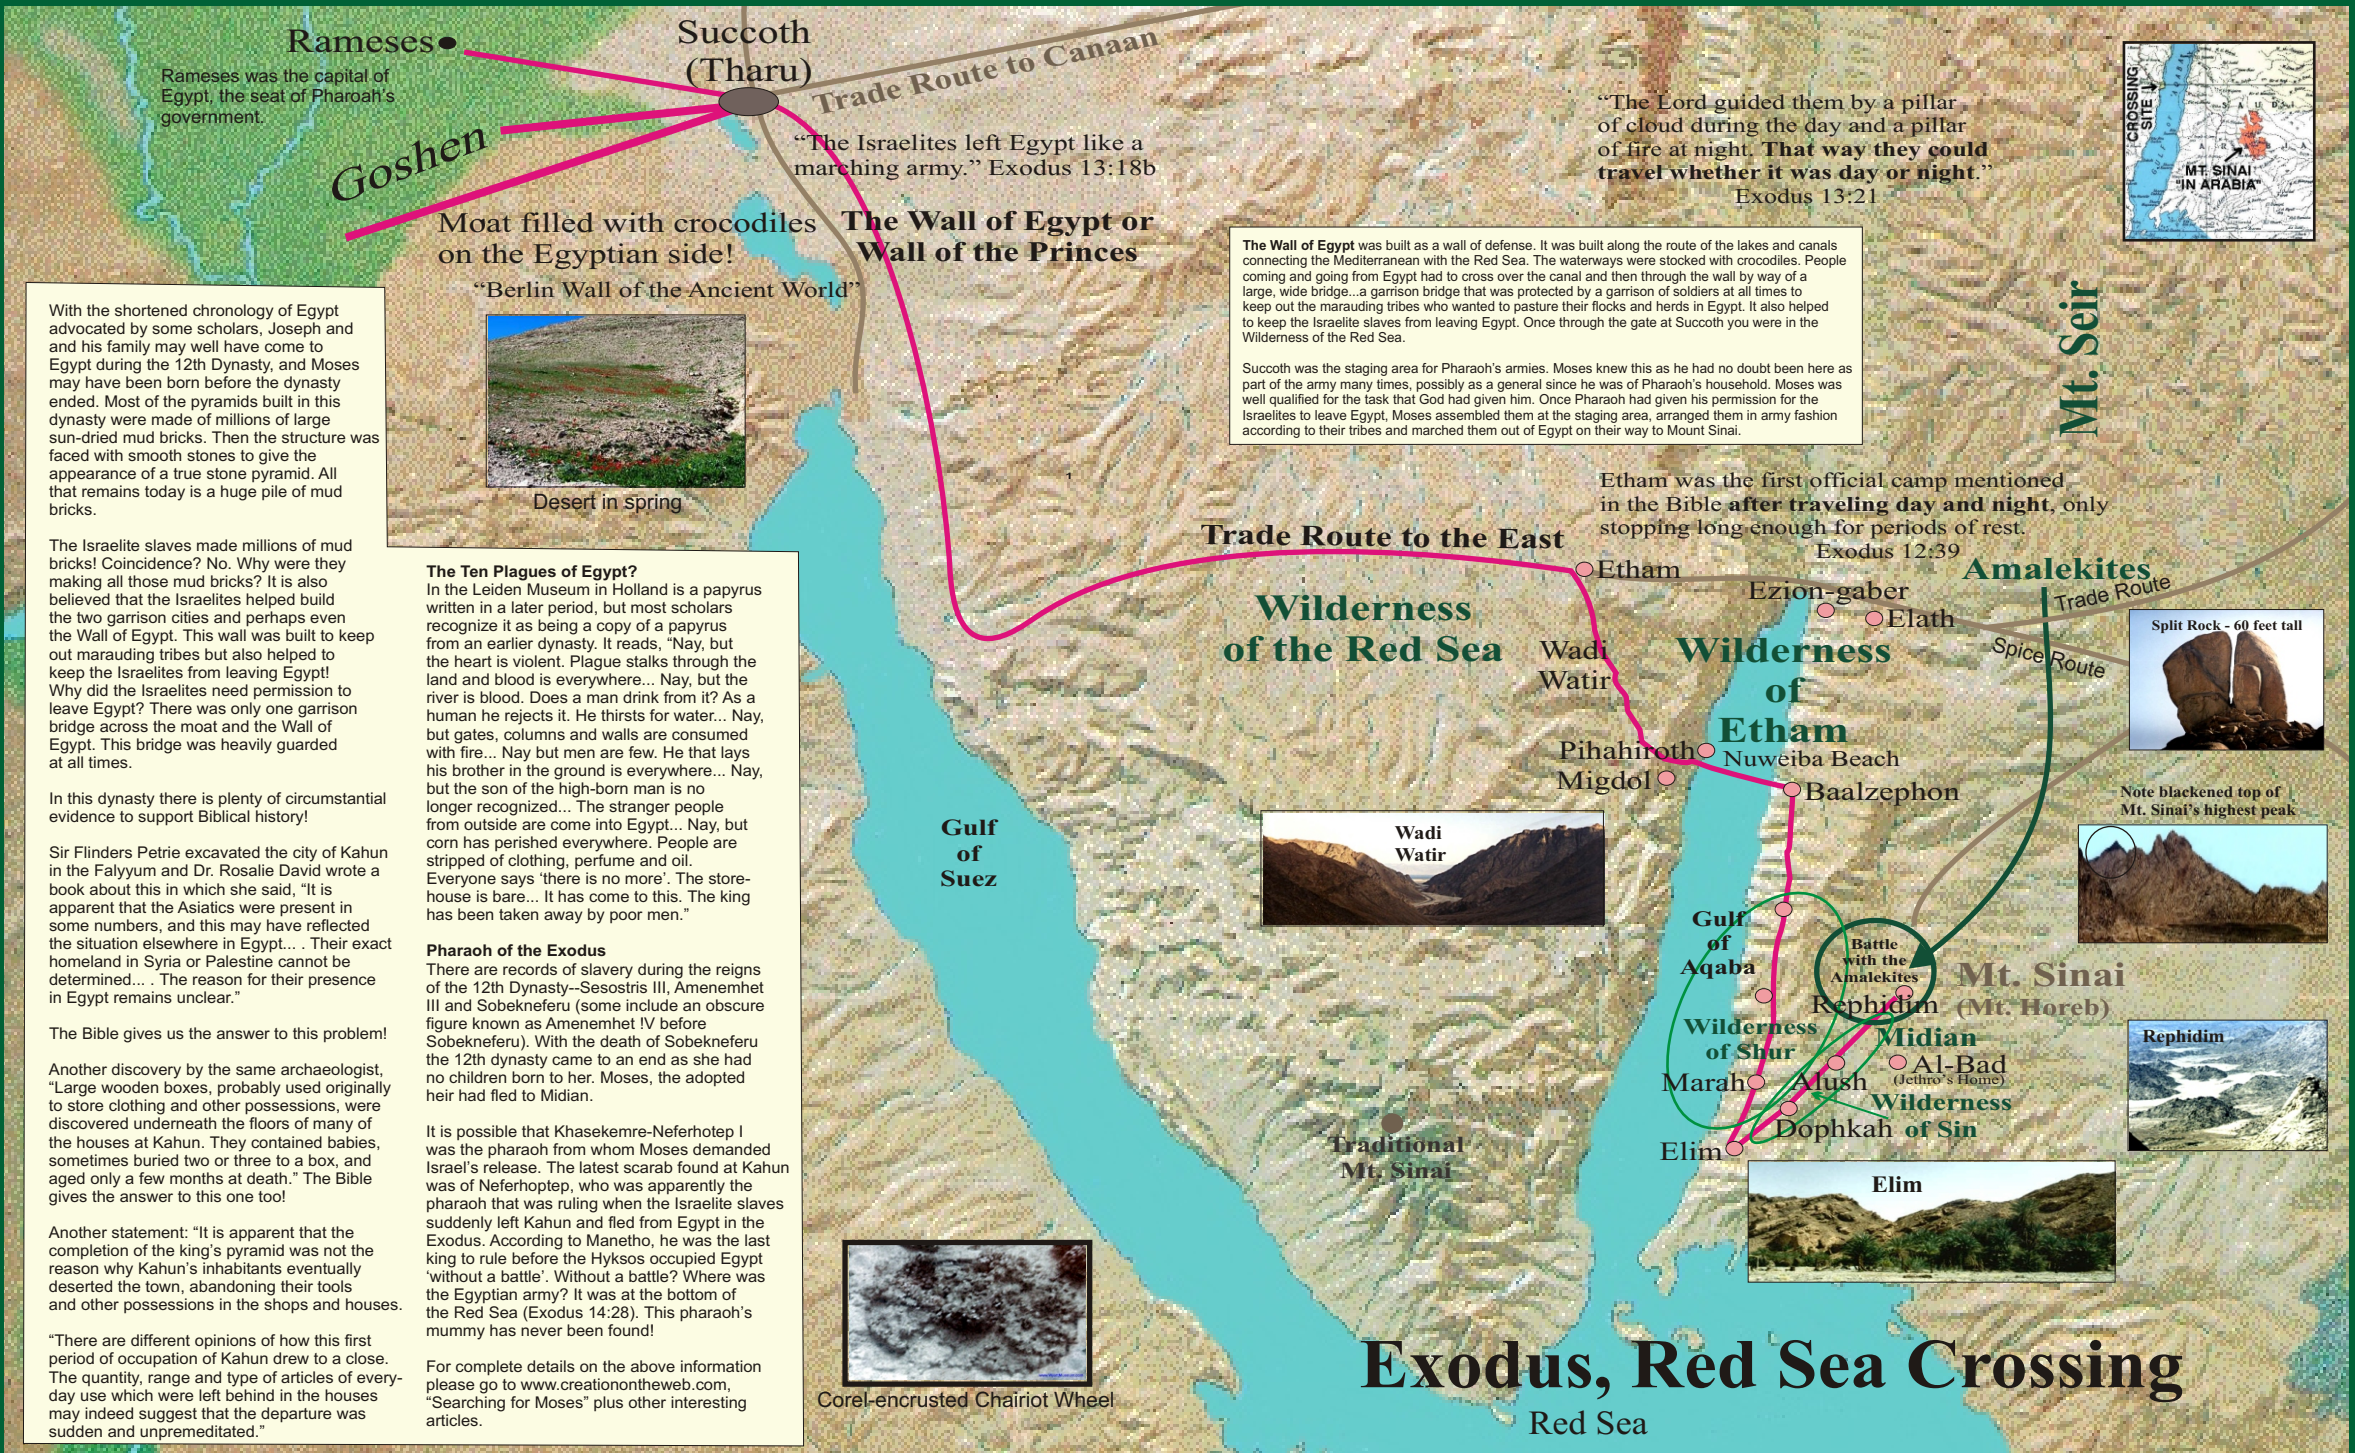 Rameses
Rameses was the capital of
Egypt, the seat of Pharoah's
government.
Goshen
Succoth
(Tharu)
Trade Route to Canaan
"The Israelites left Egypt like a
marching army." Exodus 13:18b
Moat filled with crocodiles
on the Egyptian side!
"Berlin Wall of the Ancient World"
The Wall of Egypt or
Wall of the Princes
Desert in spring
"The Lord guided them by a pillar
of cloud during the day and a pillar
of fire at night. That way they could
travel whether it was day or night."
Exodus 13:21
CROSSING
SITE
MT. SINAI
"IN ARABIA"
The Wall of Egypt was built as a wall of defense. It was built along the route of the lakes and canals
connecting the Mediterranean with the Red Sea. The waterways were stocked with crocodiles. People
coming and going from Egypt had to cross over the canal and then through the wall by way of a
large, wide bridge...a garrison bridge that was protected by a garrison of soldiers at all times to
keep out the marauding tribes who wanted to pasture their flocks and herds in Egypt. It also helped
to keep the Israelite slaves from leaving Egypt. Once through the gate at Succoth you were in the
Wilderness of the Red Sea.
Succoth was the staging area for Pharaoh's armies. Moses knew this as he had no doubt been here as
part of the army many times, possibly as a general since he was of Pharaoh's household. Moses was
well qualified for the task that God had given him. Once Pharaoh had given his permission for the
Israelites to leave Egypt, Moses assembled them at the staging area, arranged them in army fashion
according to their tribes and marched them out of Egypt on their way to Mount Sinai.
Mt. Seir
With the shortened chronology of Egypt
advocated by some scholars, Joseph and
and his family may well have come to
Egypt during the 12th Dynasty, and Moses
may have been born before the dynasty
ended. Most of the pyramids built in this
dynasty were made of millions of large
sun-dried mud bricks. Then the structure was
faced with smooth stones to give the
appearance of a true stone pyramid. All
that remains today is a huge pile of mud
bricks.
The Israelite slaves made millions of mud
bricks! Coincidence? No. Why were they
making all those mud bricks? It is also
believed that the Israelites helped build
the two garrison cities and perhaps even
the Wall of Egypt. This wall was built to keep
out marauding tribes but also helped to
keep the Israelites from leaving Egypt!
Why did the Israelites need permission to
leave Egypt? There was only one garrison
bridge across the moat and the Wall of
Egypt. This bridge was heavily guarded
at all times.
In this dynasty there is plenty of circumstantial
evidence to support Biblical history!
Sir Flinders Petrie excavated the city of Kahun
in the Falyyum and Dr. Rosalie David wrote a
book about this in which she said, "It is
apparent that the Asiatics were present in
some numbers, and this may have reflected
the situation elsewhere in Egypt... . Their exact
homeland in Syria or Palestine cannot be
determined... . The reason for their presence
in Egypt remains unclear."
The Bible gives us the answer to this problem!
Another discovery by the same archaeologist,
"Large wooden boxes, probably used originally
to store clothing and other possessions, were
discovered underneath the floors of many of
the houses at Kahun. They contained babies,
sometimes buried two or three to a box, and
aged only a few months at death." The Bible
gives the answer to this one too!
Another statement: "It is apparent that the
completion of the king's pyramid was not the
reason why Kahun's inhabitants eventually
deserted the town, abandoning their tools
and other possessions in the shops and houses.
"There are different opinions of how this first
period of occupation of Kahun drew to a close.
The quantity, range and type of articles of every-
day use which were left behind in the houses
may indeed suggest that the departure was
sudden and unpremeditated."
The Ten Plagues of Egypt?
In the Leiden Museum in Holland is a papyrus
written in a later period, but most scholars
recognize it as being a copy of a papyrus
from an earlier dynasty. It reads, "Nay, but
the heart is violent. Plague stalks through the
land and blood is everywhere... Nay, but the
river is blood. Does a man drink from it? As a
human he rejects it. He thirsts for water... Nay,
but gates, columns and walls are consumed
with fire... Nay but men are few. He that lays
his brother in the ground is everywhere... Nay,
but the son of the high-born man is no
longer recognized... The stranger people
from outside are come into Egypt... Nay, but
corn has perished everywhere. People are
stripped of clothing, perfume and oil.
Everyone says 'there is no more'. The store-
house is bare... It has come to this. The king
has been taken away by poor men."
Pharaoh of the Exodus
There are records of slavery during the reigns
of the 12th Dynasty--Sesostris III, Amenemhet
III and Sobekneferu (some include an obscure
figure known as Amenemhet !V before
Sobekneferu). With the death of Sobekneferu
the 12th dynasty came to an end as she had
no children born to her. Moses, the adopted
heir had fled to Midian.
It is possible that Khasekemre-Neferhotep I
was the pharaoh from whom Moses demanded
Israel's release. The latest scarab found at Kahun
was of Neferhoptep, who was apparently the
pharaoh that was ruling when the Israelite slaves
suddenly left Kahun and fled from Egypt in the
Exodus. According to Manetho, he was the last
king to rule before the Hyksos occupied Egypt
'without a battle'. Without a battle? Where was
the Egyptian army? It was at the bottom of
the Red Sea (Exodus 14:28). This pharaoh's
mummy has never been found!
For complete details on the above information
please go to www.creationontheweb.com,
"Searching for Moses" plus other interesting
articles.
1
Etham was the first official camp mentioned
in the Bible after traveling day and night, only
stopping long enough for periods of rest.
Exodus 12:39
Trade Route to the East
Etham
Ezion-gaber
Elath
Amalekites
Trade Route
Spice Route
Wilderness
of the Red Sea
Wadi
Watir
Wilderness
of
Etham
Split Rock - 60 feet tall
Pihahiroth
Nuweiba Beach
Migdol
Baalzephon
Note blackened top of
Mt. Sinai's highest peak
Gulf
of
Suez
Wadi
Watir
Gulf
of
Aqaba
Battle
with the
Amalekites
Rephidim
Mt. Sinai
(Mt. Horeb)
Wilderness
of Shur
Midian
Rephidim
Marah
Alush
Al-Bad
(Jethro's Home)
Wilderness
of Sin
Dophkah
Elim
Traditional
Mt. Sinai
Elim
Corel-encrusted Chairiot Wheel
Exodus, Red Sea Crossing
Red Sea